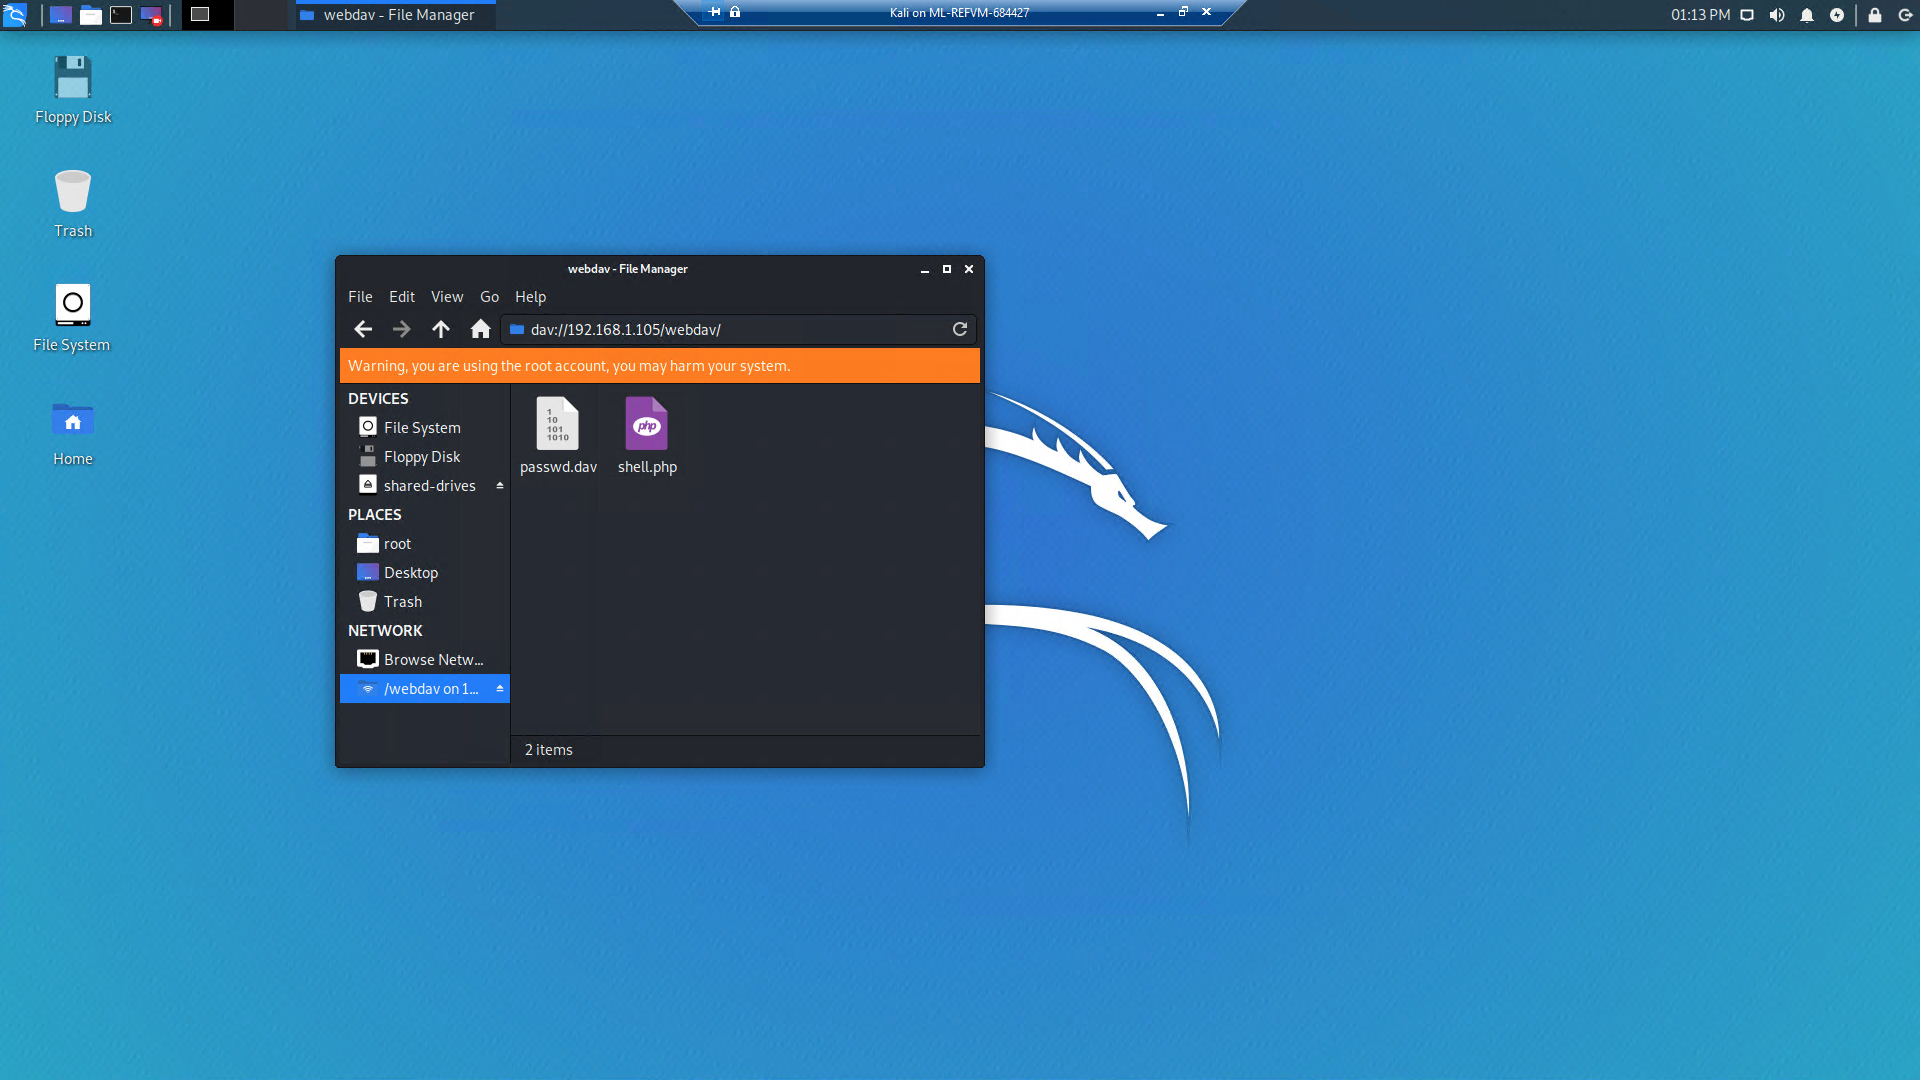 webdav - File Manager
Kali on ML-REFVM-684427
01:13 PM
Floppy Disk
Trash
File System
Home
webdav - File Manager
File Edit View Go Help
dav://192.168.1.105/webdav/
Warning, you are using the root account, you may harm your system.
DEVICES
File System
Floppy Disk
shared-drives
PLACES
root
Desktop
Trash
NETWORK
Browse Netw...
/webdav on 1...
1
10
101
1010
passwd.dav
php
shell.php
2 items